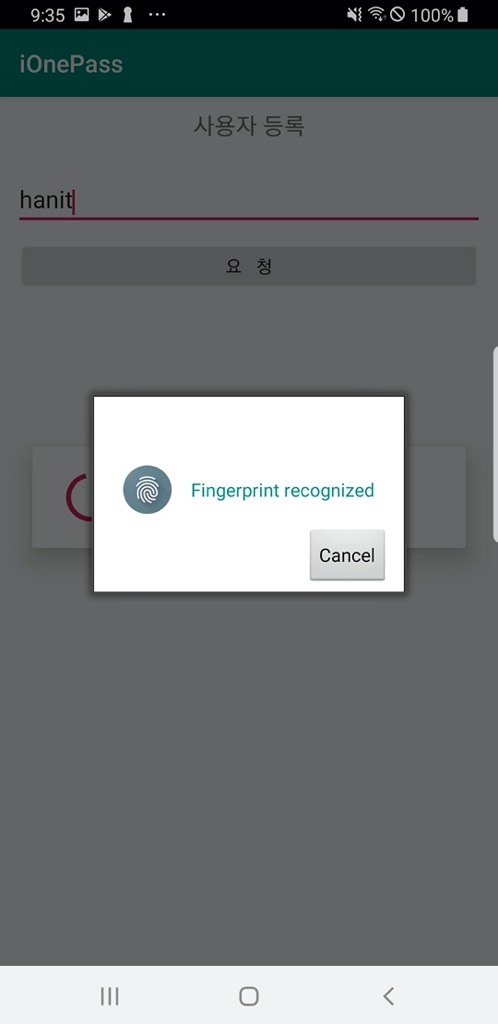 9:35 100%
iOnePass
사용자 등록
hanit
요 청
Fingerprint recognized
Cancel